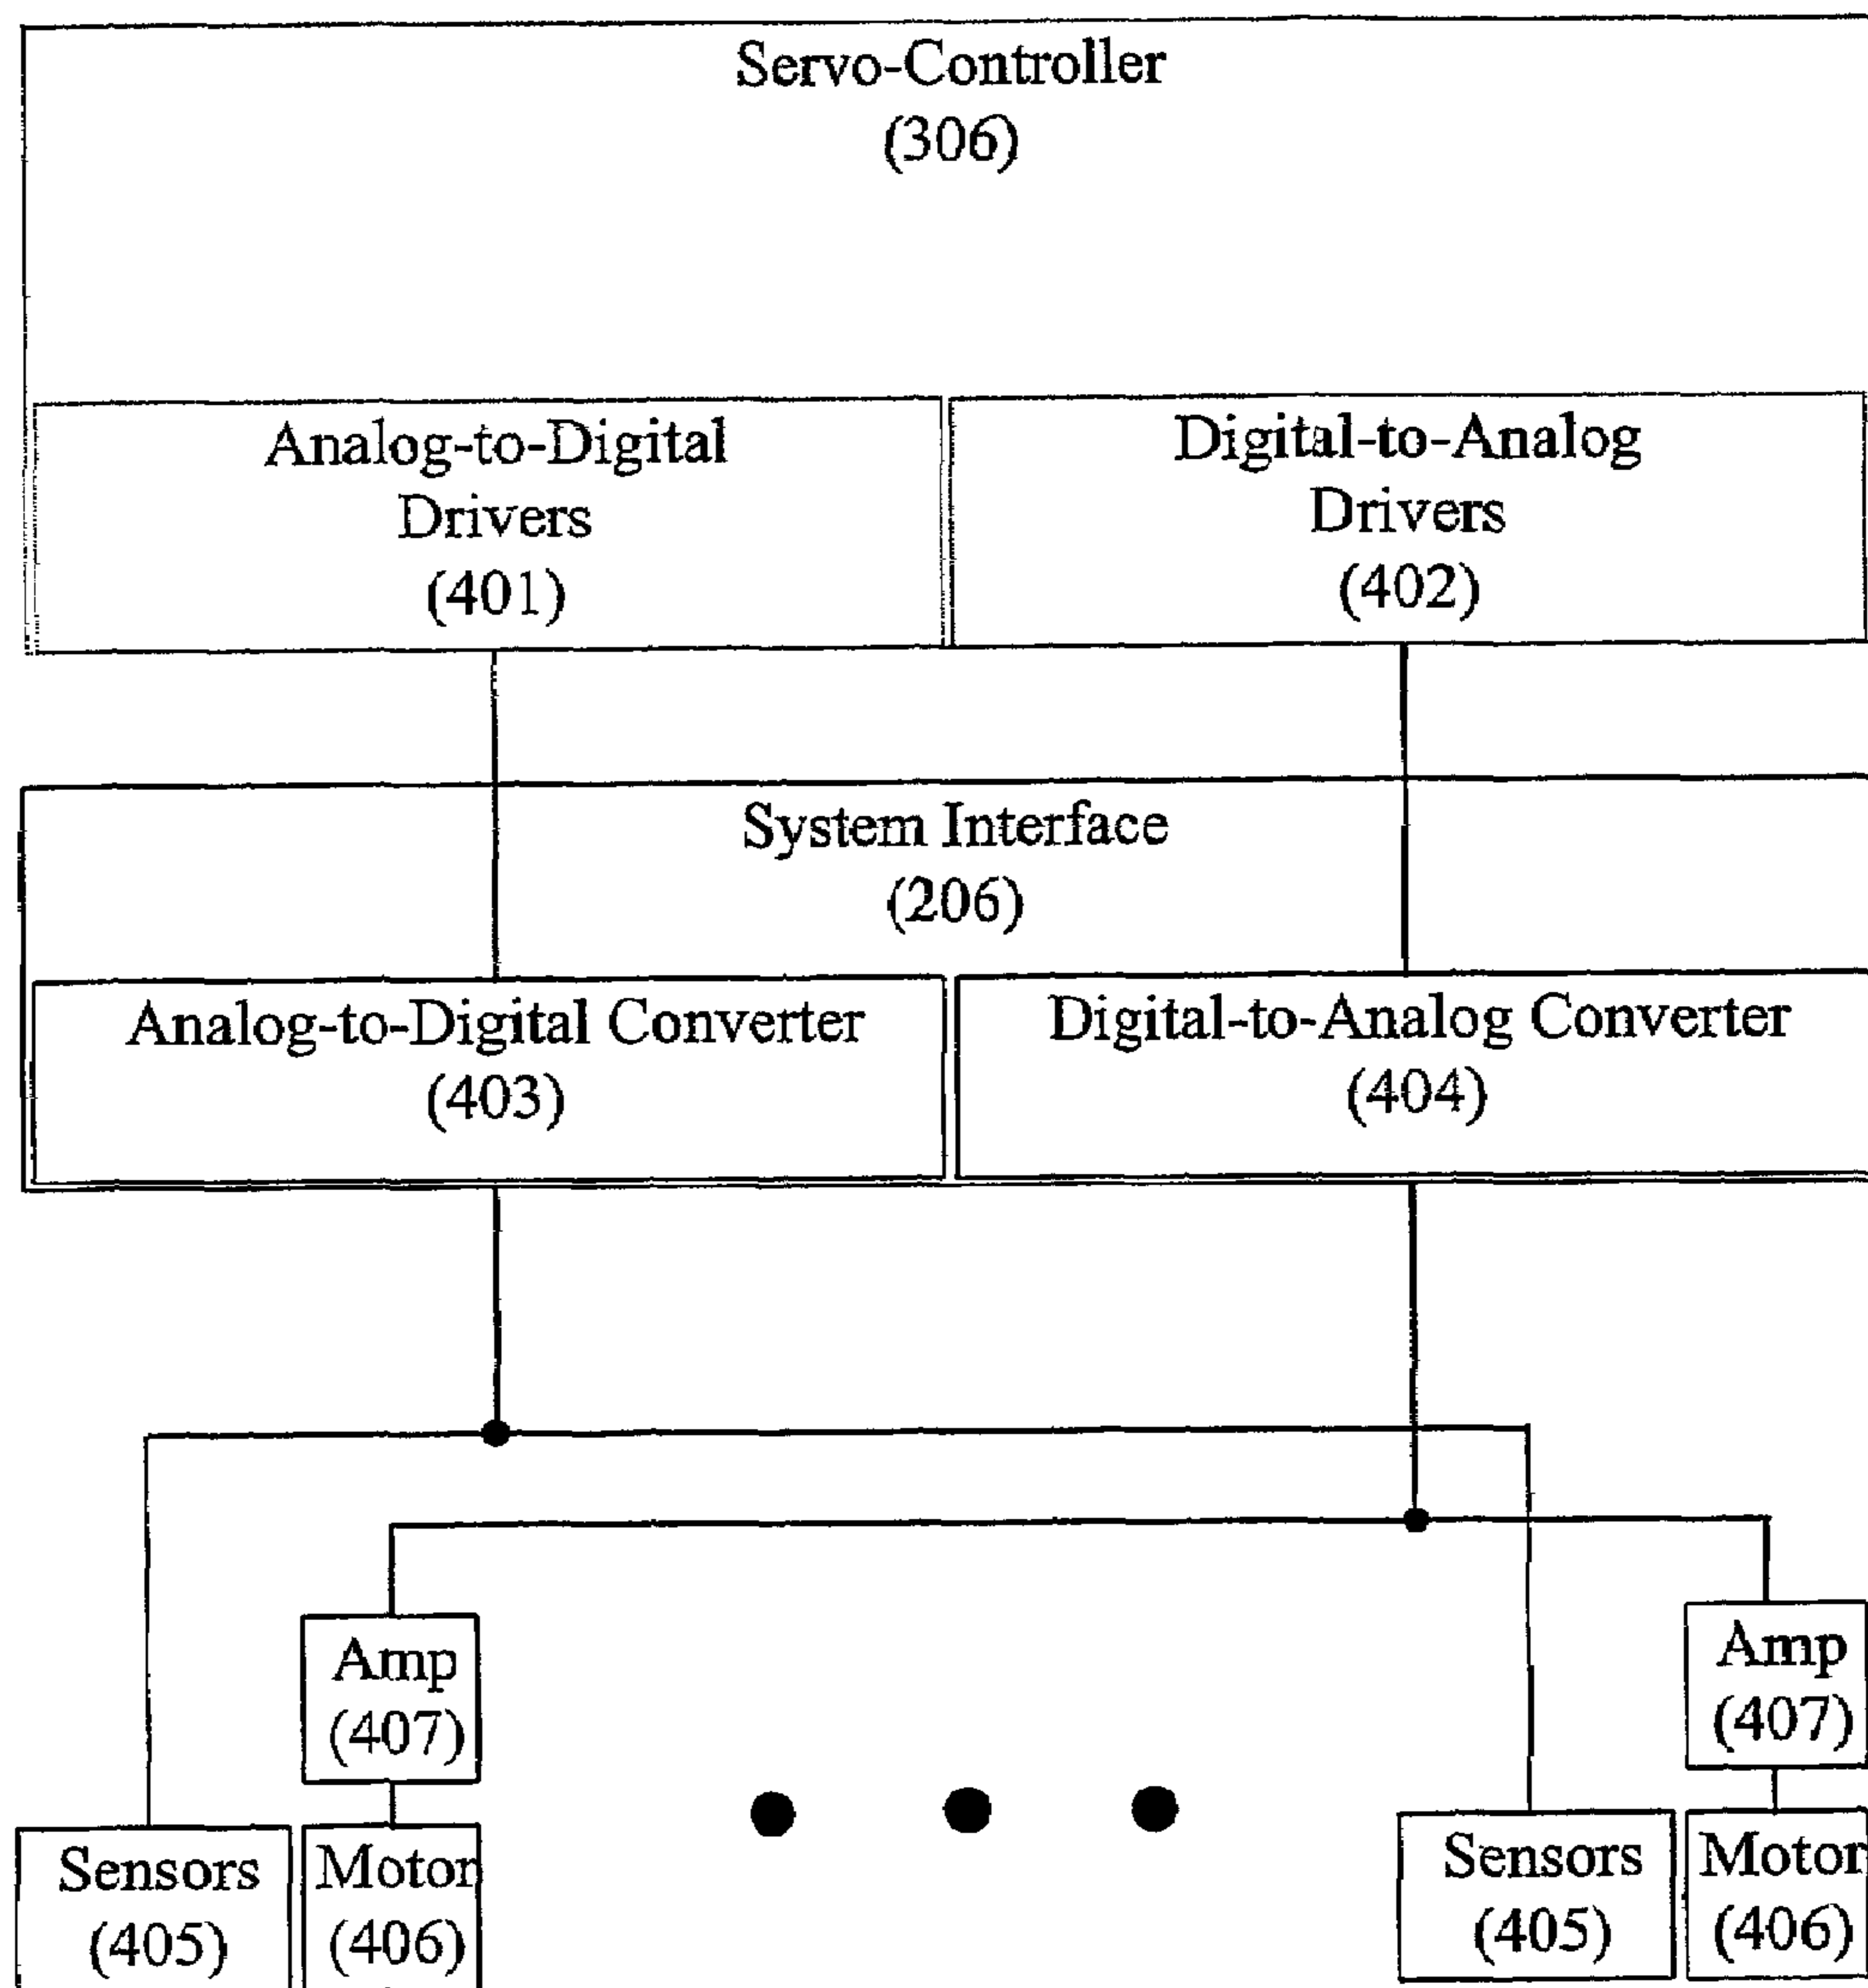 Servo-Controller
(306)
Analog-to-Digital
Drivers
(401)
Digital-to-Analog
Drivers
(402)
System Interface
(206)
Analog-to-Digital Converter
(403)
Digital-to-Analog Converter
(404)
Amp
(407)
Amp
(407)
Sensors
(405)
Motor
(406)
Sensors
(405)
Motor
(406)